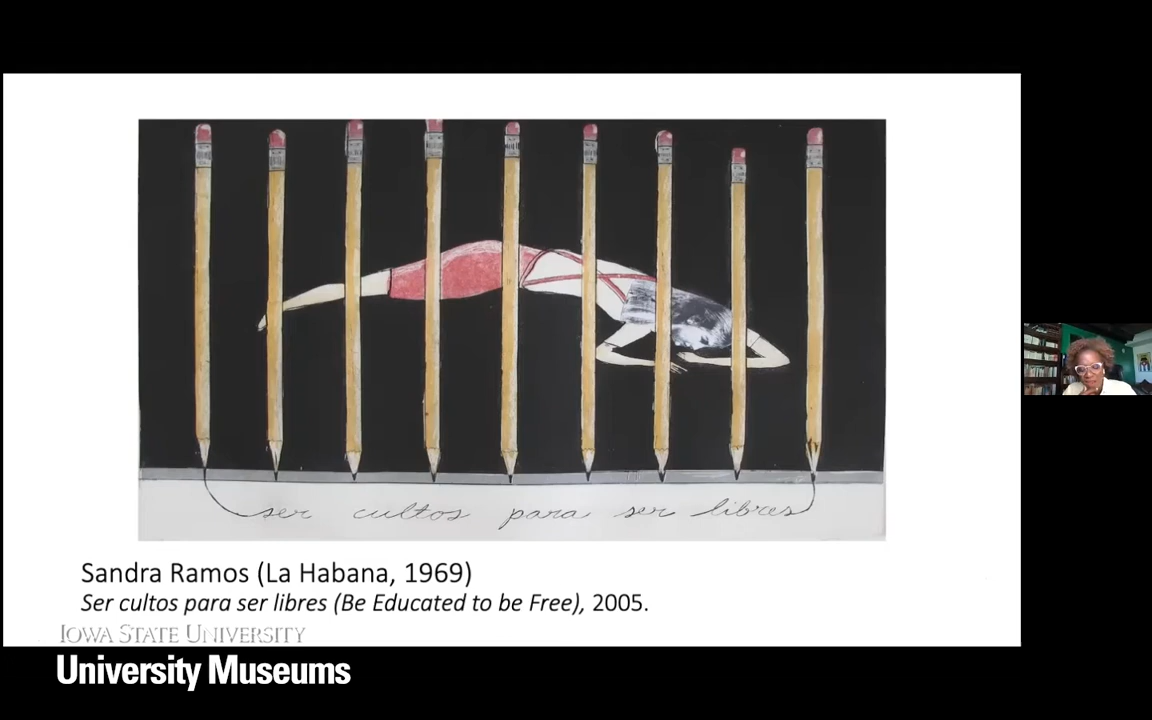 ser cultos para ser libres
Sandra Ramos (La Habana, 1969)
Ser cultos para ser libres (Be Educated to be Free), 2005.
IOWA STATE UNIVERSITY
University Museums